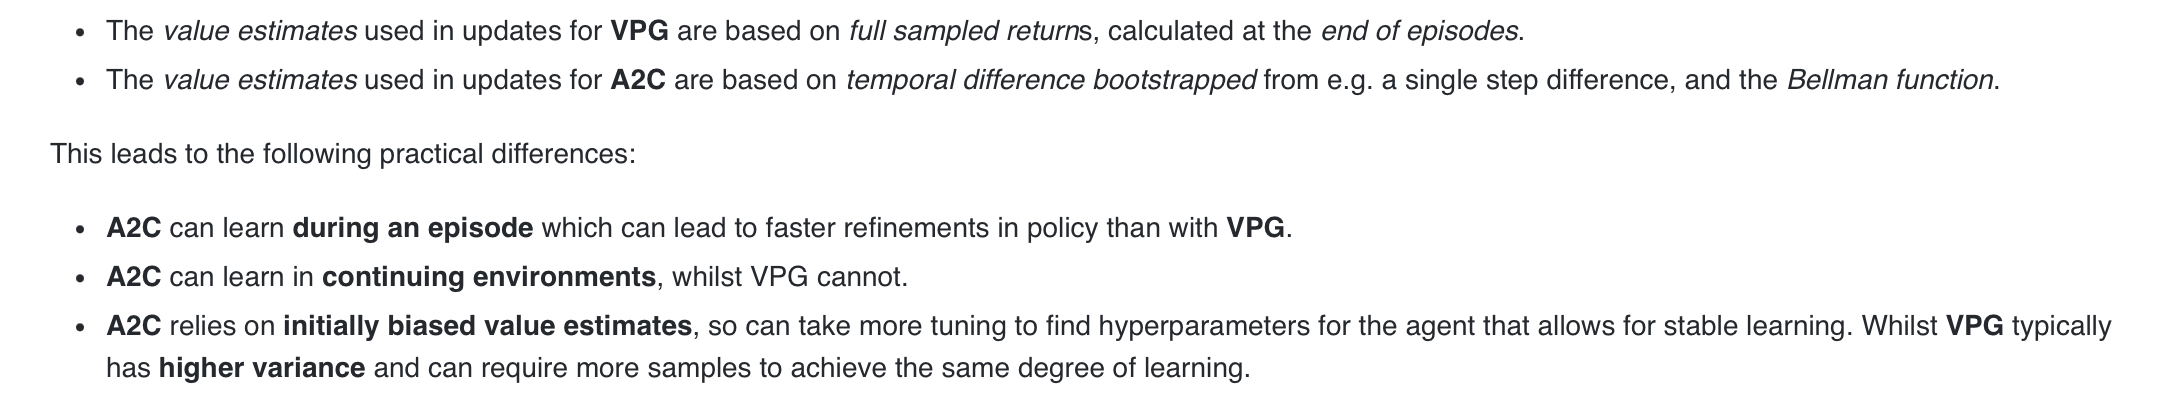 • The value estimates used in updates for VPG are based on full sampled returns, calculated at the end of episodes.
• The value estimates used in updates for A2C are based on temporal difference bootstrapped from e.g. a single step difference, and the Bellman function.
This leads to the following practical differences:
• A2C can learn during an episode which can lead to faster refinements in policy than with VPG.
• A2C can learn in continuing environments, whilst VPG cannot.
• A2C relies on initially biased value estimates, so can take more tuning to find hyperparameters for the agent that allows for stable learning. Whilst VPG typically
has higher variance and can require more samples to achieve the same degree of learning.